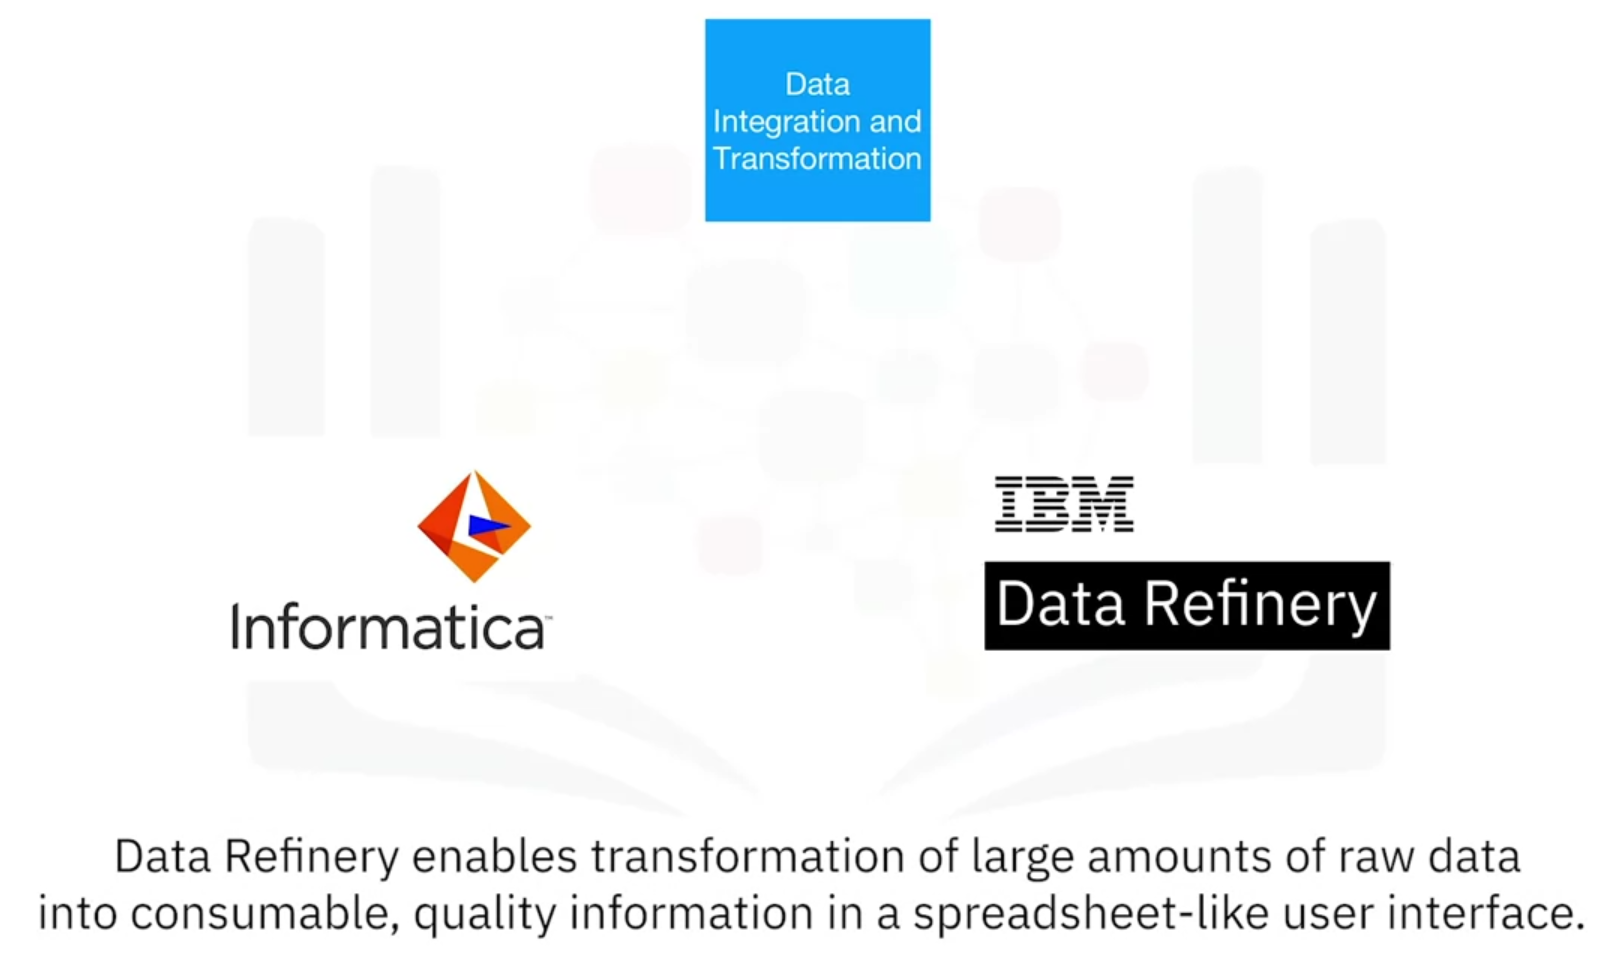 Data
Integration and
Transformation
Informatica™
IBM
Data Refinery
Data Refinery enables transformation of large amounts of raw data
into consumable, quality information in a spreadsheet-like user interface.